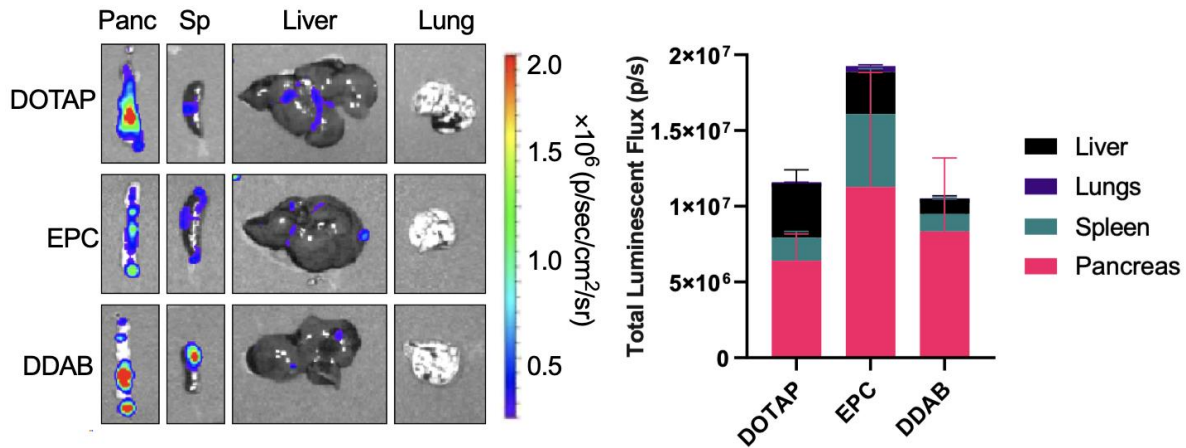 Panc Sp Liver Lung
DOTAP
EPC
DDAB
2.0
1.5
1.0
0.5
×10⁶ (p/sec/cm²/sr)
Total Luminescent Flux (p/s)
2×10⁷
1.5×10⁷
1×10⁷
5×10⁶
0
DOTAP
EPC
DDAB
Liver
Lungs
Spleen
Pancreas